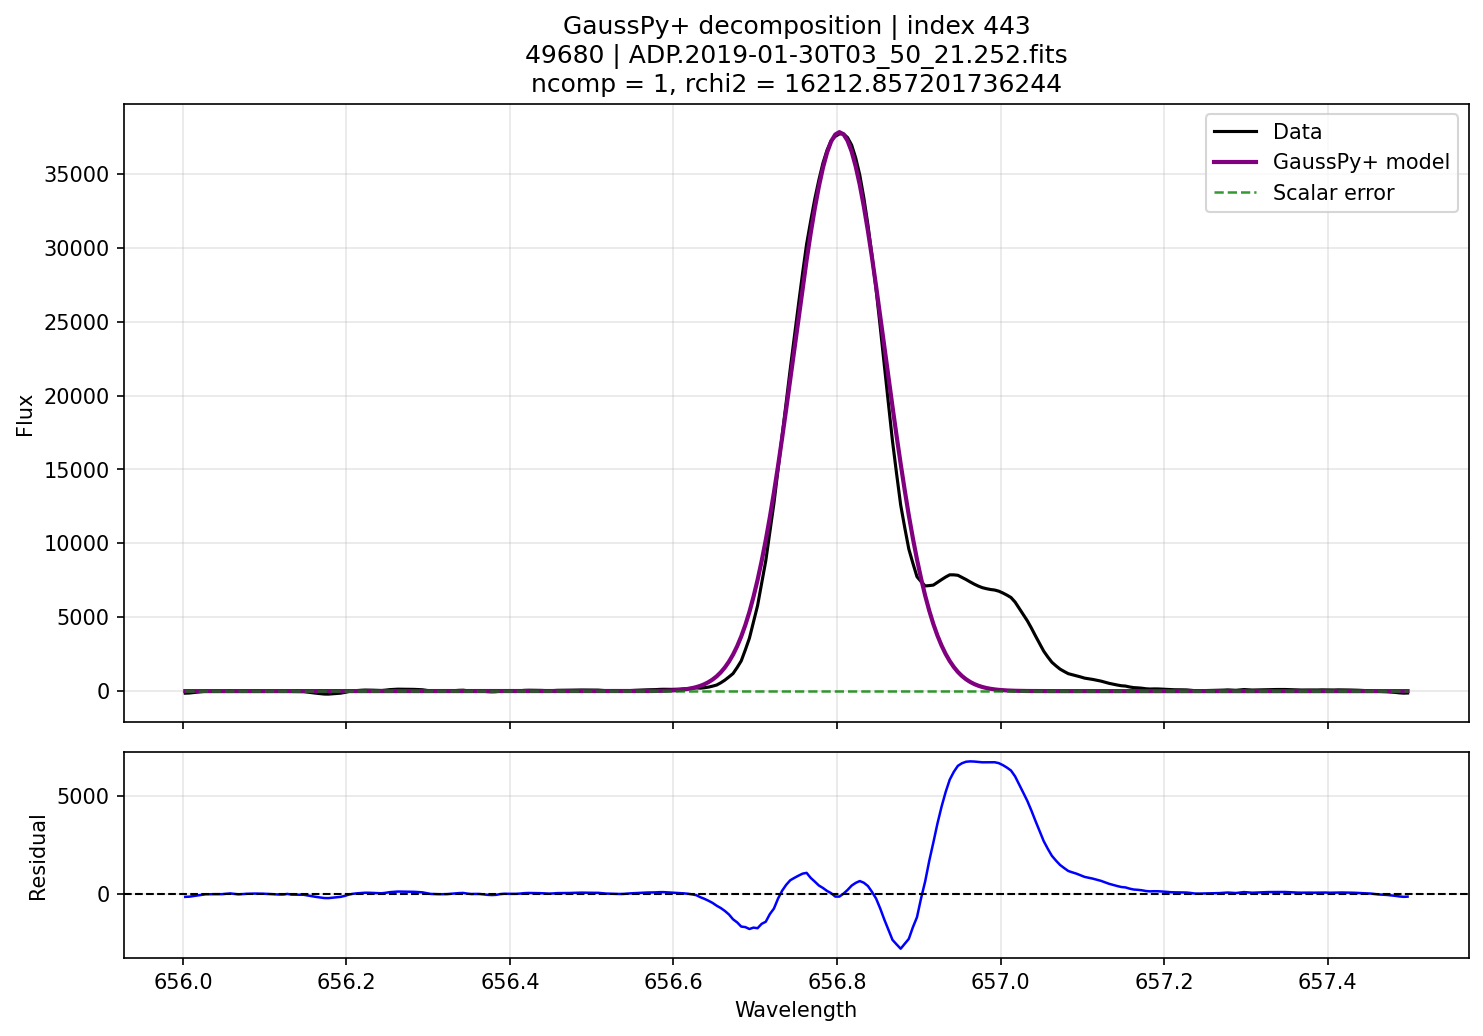 GaussPy+ decomposition | index 443
49680 | ADP.2019-01-30T03_50_21.252.fits
ncomp = 1, rchi2 = 16212.857201736244
Data
GaussPy+ model
Scalar error
Flux
35000
30000
25000
20000
15000
10000
5000
0
Residual
5000
0
656.0 656.2 656.4 656.6 656.8 657.0 657.2 657.4
Wavelength